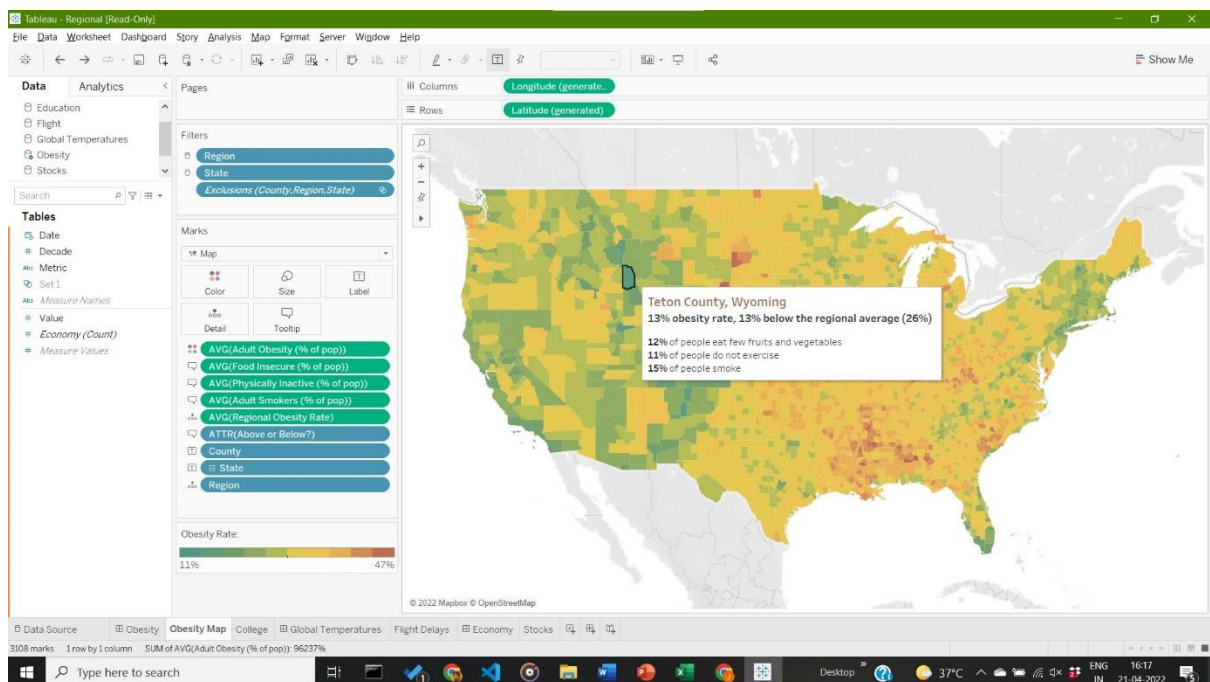 Tableau - Regional [Read-Only]
File Data Worksheet Dashboard Story Analysis Map Format Server Window Help
Show Me
Data Analytics
Education
Flight
Global Temperatures
Obesity
Stocks
Search
Tables
Date
Decade
Abc Metric
Set 1
Abc Measure Names
Value
Economy (Count)
Measure Values
Pages
Filters
Region
State
Exclusions (County,Region,State)
Marks
Map
Color Size Label
Detail Tooltip
AVG(Adult Obesity (% of pop))
AVG(Food Insecure (% of pop))
AVG(Physically Inactive (% of pop))
AVG(Adult Smokers (% of pop))
AVG(Regional Obesity Rate)
ATTR(Above or Below?)
County
State
Region
Obesity Rate:
11% 47%
Columns Longitude (generate..
Rows Latitude (generated)
Teton County, Wyoming
13% obesity rate, 13% below the regional average (26%)
12% of people eat few fruits and vegetables
11% of people do not exercise
15% of people smoke
© 2022 Mapbox © OpenStreetMap
Data Source Obesity Obesity Map College Global Temperatures Flight Delays Economy Stocks
3108 marks 1 row by 1 column SUM of AVG(Adult Obesity (% of pop)): 96237%
Type here to search
Desktop
37°C
ENG
IN
16:17
21-04-2022